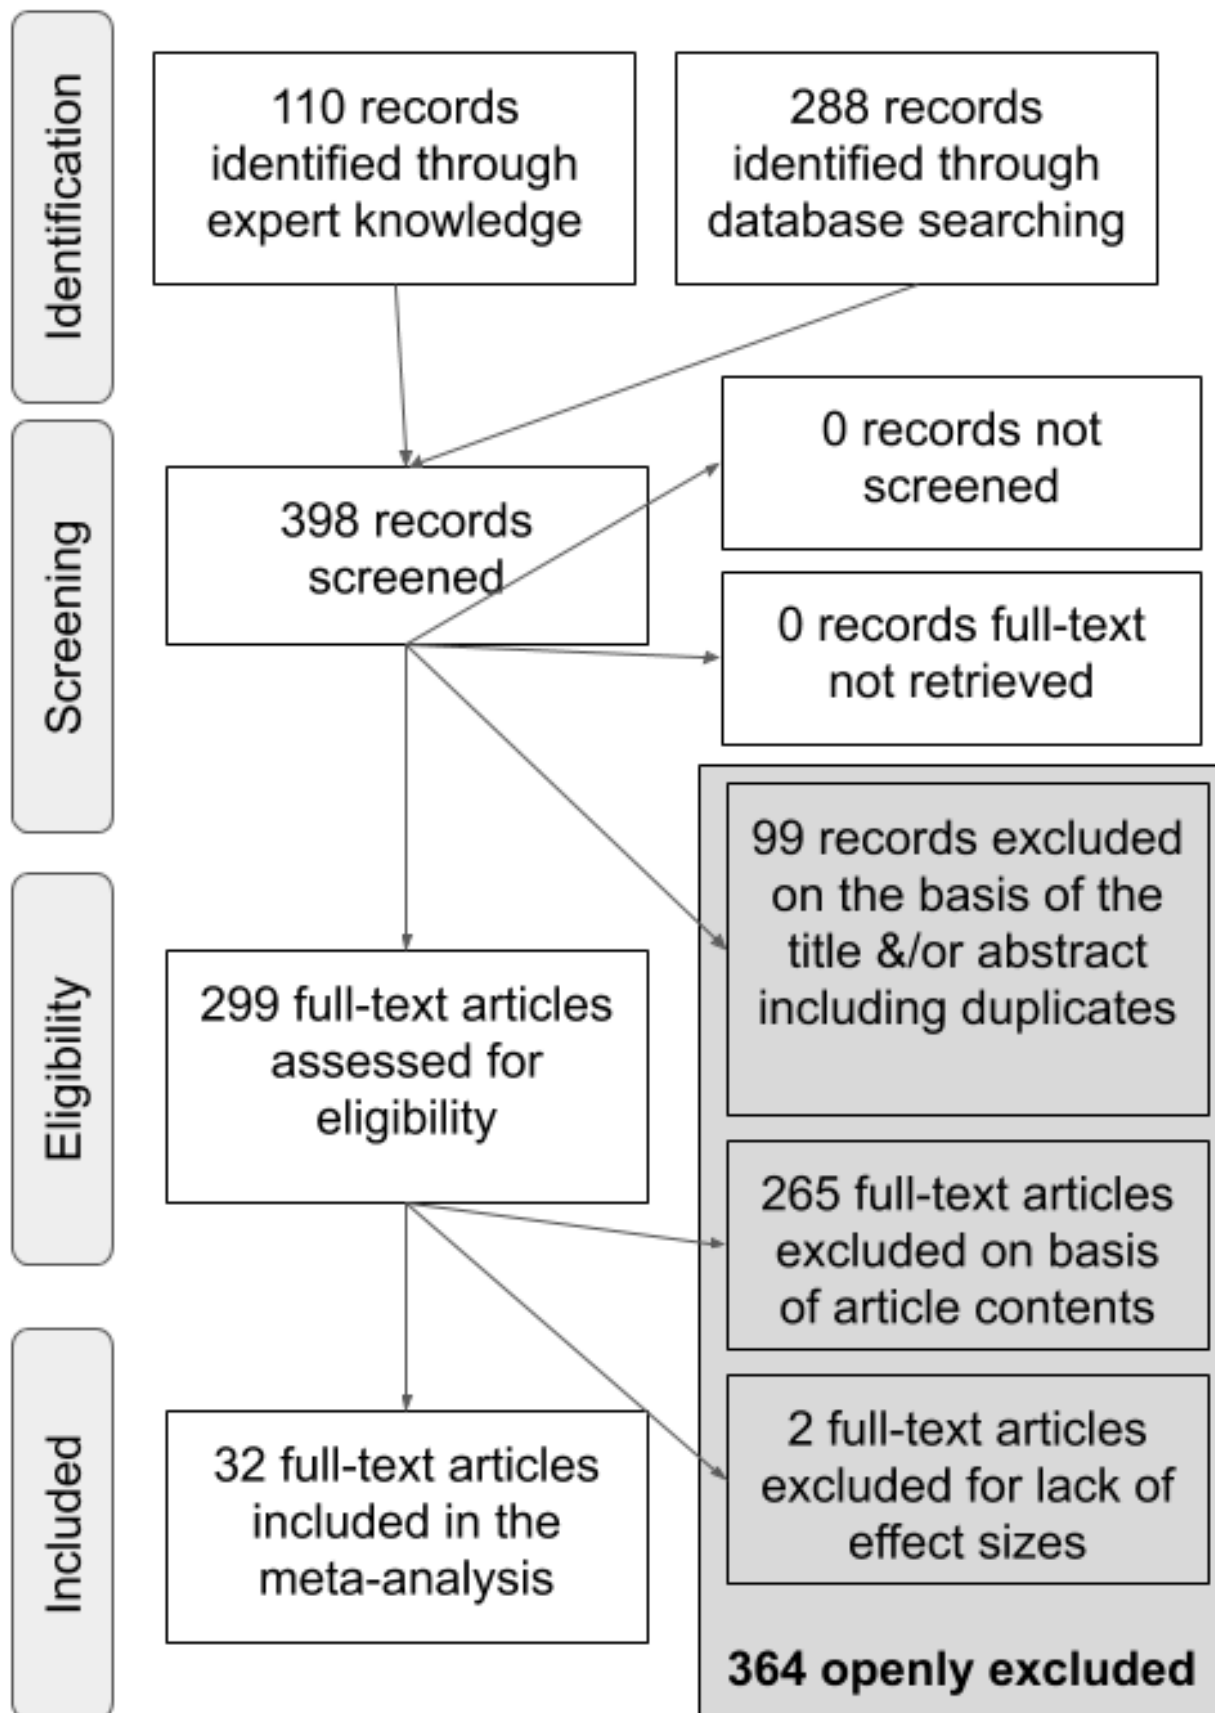 Identification
110 records
identified through
expert knowledge
288 records
identified through
database searching
Screening
398 records
screened
0 records not
screened
0 records full-text
not retrieved
99 records excluded
on the basis of the
title &/or abstract
including duplicates
Eligibility
299 full-text articles
assessed for
eligibility
265 full-text articles
excluded on basis
of article contents
Included
32 full-text articles
included in the
meta-analysis
2 full-text articles
excluded for lack of
effect sizes
364 openly excluded